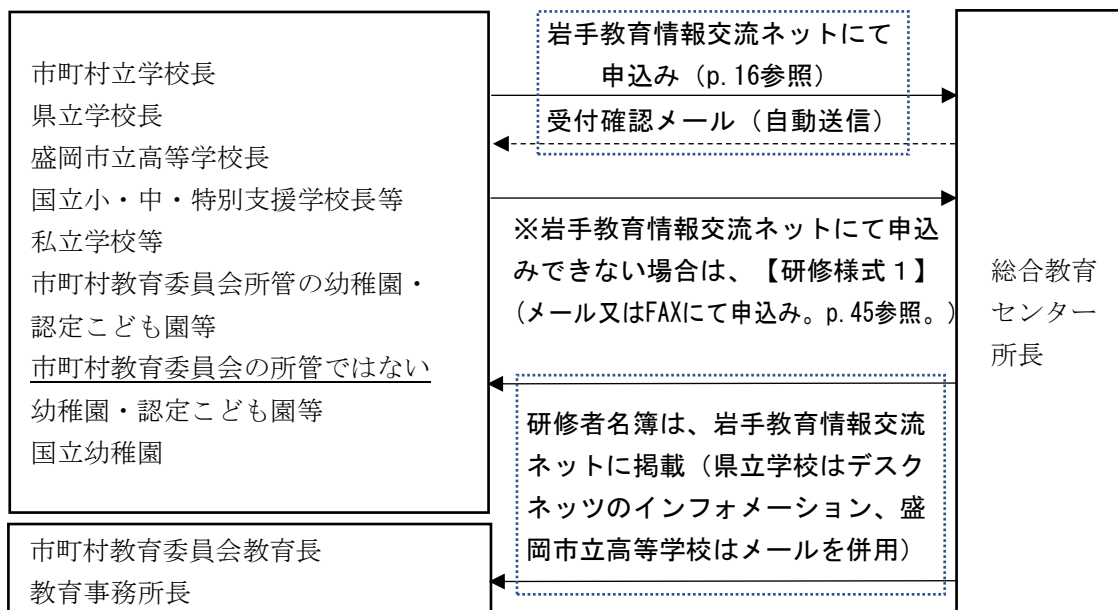 市町村立学校長
県立学校長
盛岡市立高等学校長
国立小・中・特別支援学校長等
私立学校等
市町村教育委員会所管の幼稚園・
認定こども園等
市町村教育委員会の所管ではない
幼稚園・認定こども園等
国立幼稚園
市町村教育委員会教育長
教育事務所長
岩手教育情報交流ネットにて
申込み（p.16参照）
受付確認メール（自動送信）
※岩手教育情報交流ネットにて申込
みできない場合は、【研修様式１】
（メール又はFAXにて申込み。p.45参照。）
研修者名簿は、岩手教育情報交流
ネットに掲載（県立学校はデスク
ネッツのインフォメーション、盛
岡市立高等学校はメールを併用）
総合教育
センター
所長